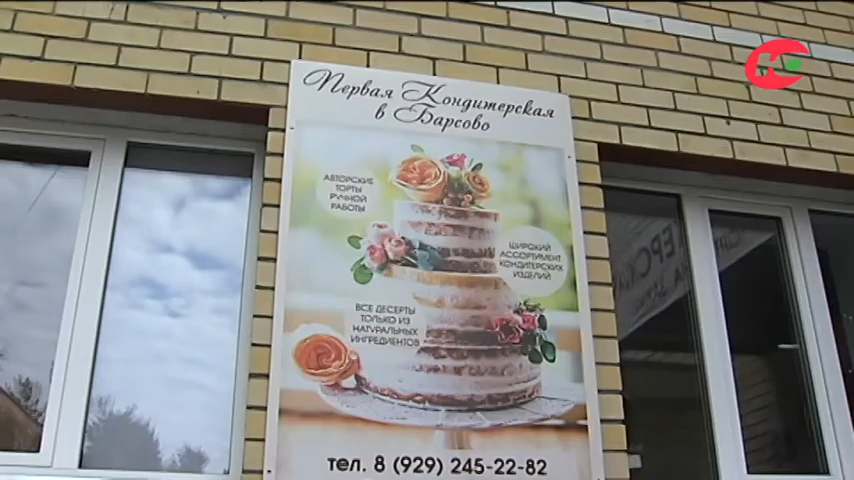 Первая Кондитерская
в Барсово
АВТОРСКИЕ
ТОРТЫ
РУЧНОЙ
РАБОТЫ
ШИРОКИЙ
АССОРТИМЕНТ
КОНДИТЕРСКИХ
ИЗДЕЛИЙ
ВСЕ ДЕСЕРТЫ
ТОЛЬКО ИЗ
НАТУРАЛЬНЫХ
ИНГРЕДИЕНТОВ
тел. 8 (929) 245-22-82